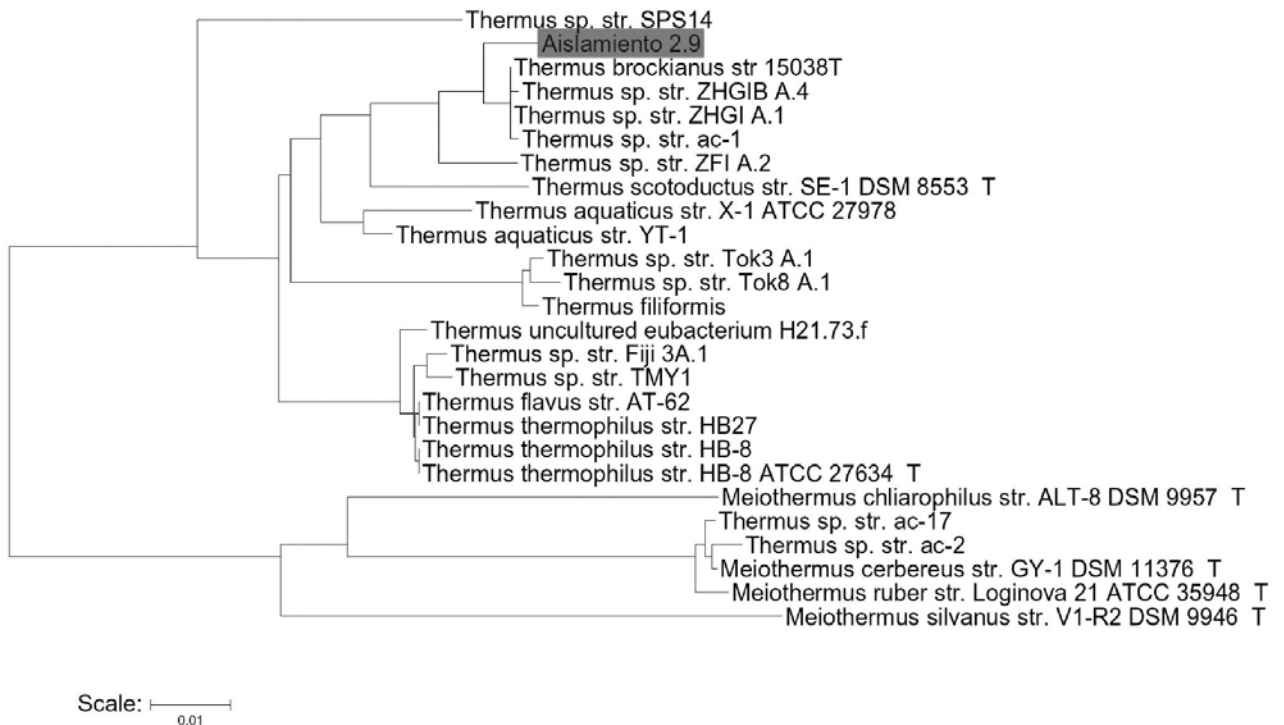 Thermus sp. str. SPS14
Aislamiento 2.9
Thermus brockianus str 15038T
Thermus sp. str. ZHGIB A.4
Thermus sp. str. ZHGI A.1
Thermus sp. str. ac-1
Thermus sp. str. ZFI A.2
Thermus scotoductus str. SE-1 DSM 8553 T
Thermus aquaticus str. X-1 ATCC 27978
Thermus aquaticus str. YT-1
Thermus sp. str. Tok3 A.1
Thermus sp. str. Tok8 A.1
Thermus filiformis
Thermus uncultured eubacterium H21.73.f
Thermus sp. str. Fiji 3A.1
Thermus sp. str. TMY1
Thermus flavus str. AT-62
Thermus thermophilus str. HB27
Thermus thermophilus str. HB-8
Thermus thermophilus str. HB-8 ATCC 27634 T
Meiothermus chliarophilus str. ALT-8 DSM 9957 T
Thermus sp. str. ac-17
Thermus sp. str. ac-2
Meiothermus cerbereus str. GY-1 DSM 11376 T
Meiothermus ruber str. Loginova 21 ATCC 35948 T
Meiothermus silvanus str. V1-R2 DSM 9946 T
Scale:
0.01